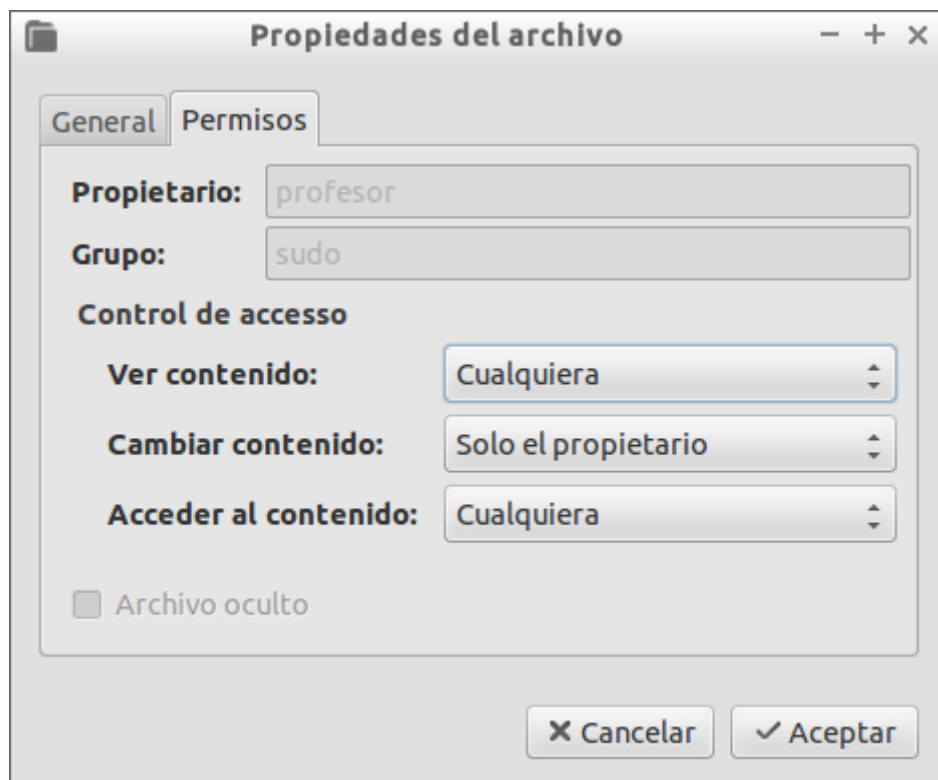 Propiedades del archivo
General Permisos
Propietario: profesor
Grupo: sudo
Control de accesso
Ver contenido: Cualquiera
Cambiar contenido: Solo el propietario
Acceder al contenido: Cualquiera
Archivo oculto
Cancelar Aceptar